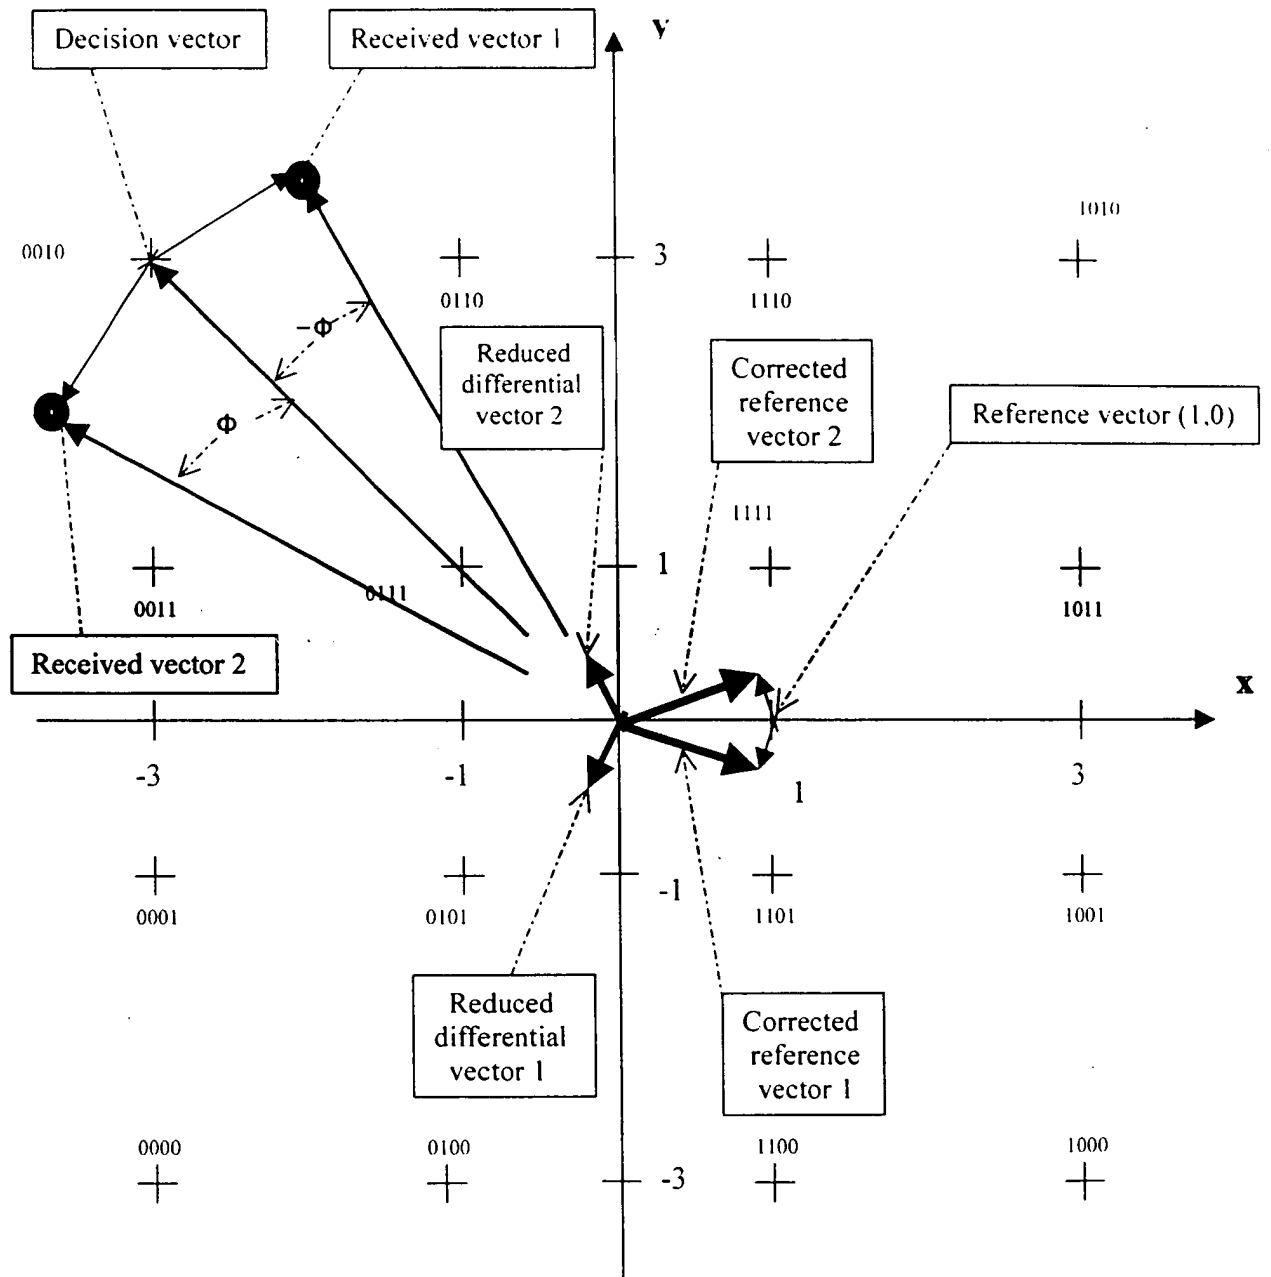 Decision vector
Received vector 1
y
1010
0010
3
0110
1110
-Φ
Reduced
differential
vector 2
Corrected
reference
vector 2
Reference vector (1,0)
Φ
1111
1
0111
0011
1011
Received vector 2
x
-3
-1
1
3
-1
0001
0101
1101
1001
Reduced
differential
vector 1
Corrected
reference
vector 1
0000
0100
1100
1000
-3